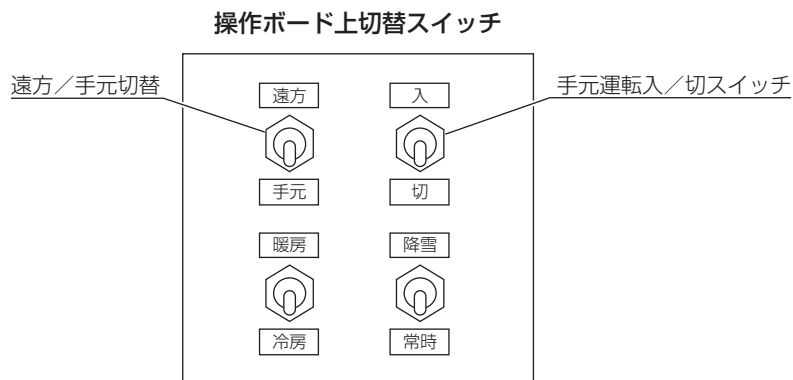 操作ボード上切替スイッチ
遠方／手元切替
手元運転入／切スイッチ
遠方
入
手元
切
暖房
降雪
冷房
常時